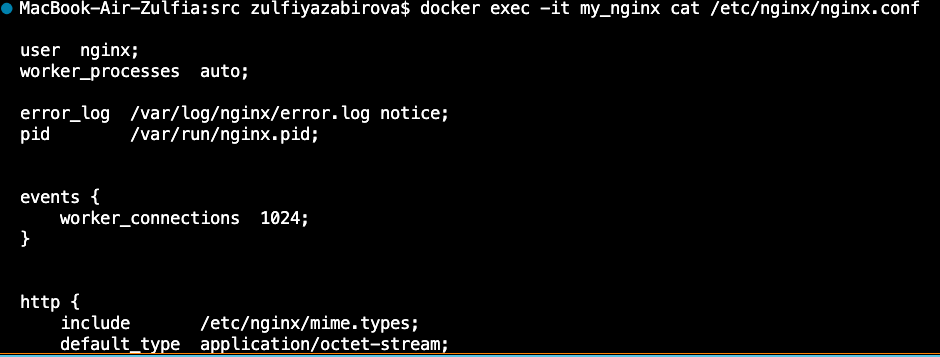 MacBook-Air-Zulfia:src zulfiyazabirova$ docker exec -it my_nginx cat /etc/nginx/nginx.conf
user  nginx;
worker_processes  auto;
error_log  /var/log/nginx/error.log notice;
pid        /var/run/nginx.pid;
events {
    worker_connections  1024;
}
http {
    include       /etc/nginx/mime.types;
    default_type  application/octet-stream;